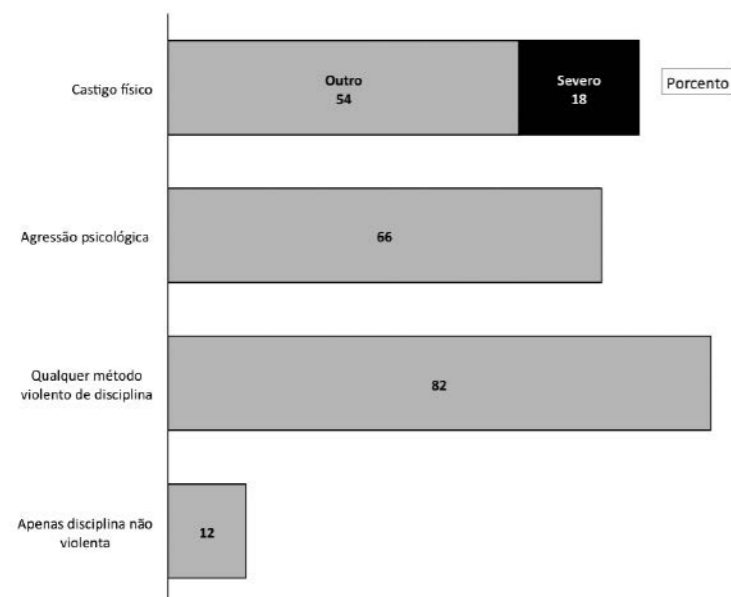 Castigo físico
Outro
54
Severo
18
Porcento
Agressão psicológica
66
Qualquer método
violento de disciplina
82
Apenas disciplina não
violenta
12